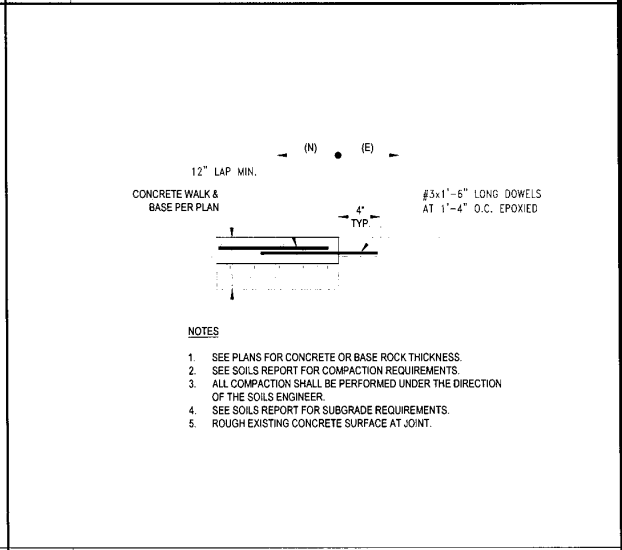 (N) (E)
12" LAP MIN.
CONCRETE WALK &
BASE PER PLAN
4"
TYP.
#3x1'-6" LONG DOWELS
AT 1'-4" O.C. EPOXIED
NOTES
1. SEE PLANS FOR CONCRETE OR BASE ROCK THICKNESS.
2. SEE SOILS REPORT FOR COMPACTION REQUIREMENTS.
3. ALL COMPACTION SHALL BE PERFORMED UNDER THE DIRECTION
OF THE SOILS ENGINEER.
4. SEE SOILS REPORT FOR SUBGRADE REQUIREMENTS.
5. ROUGH EXISTING CONCRETE SURFACE AT JOINT.